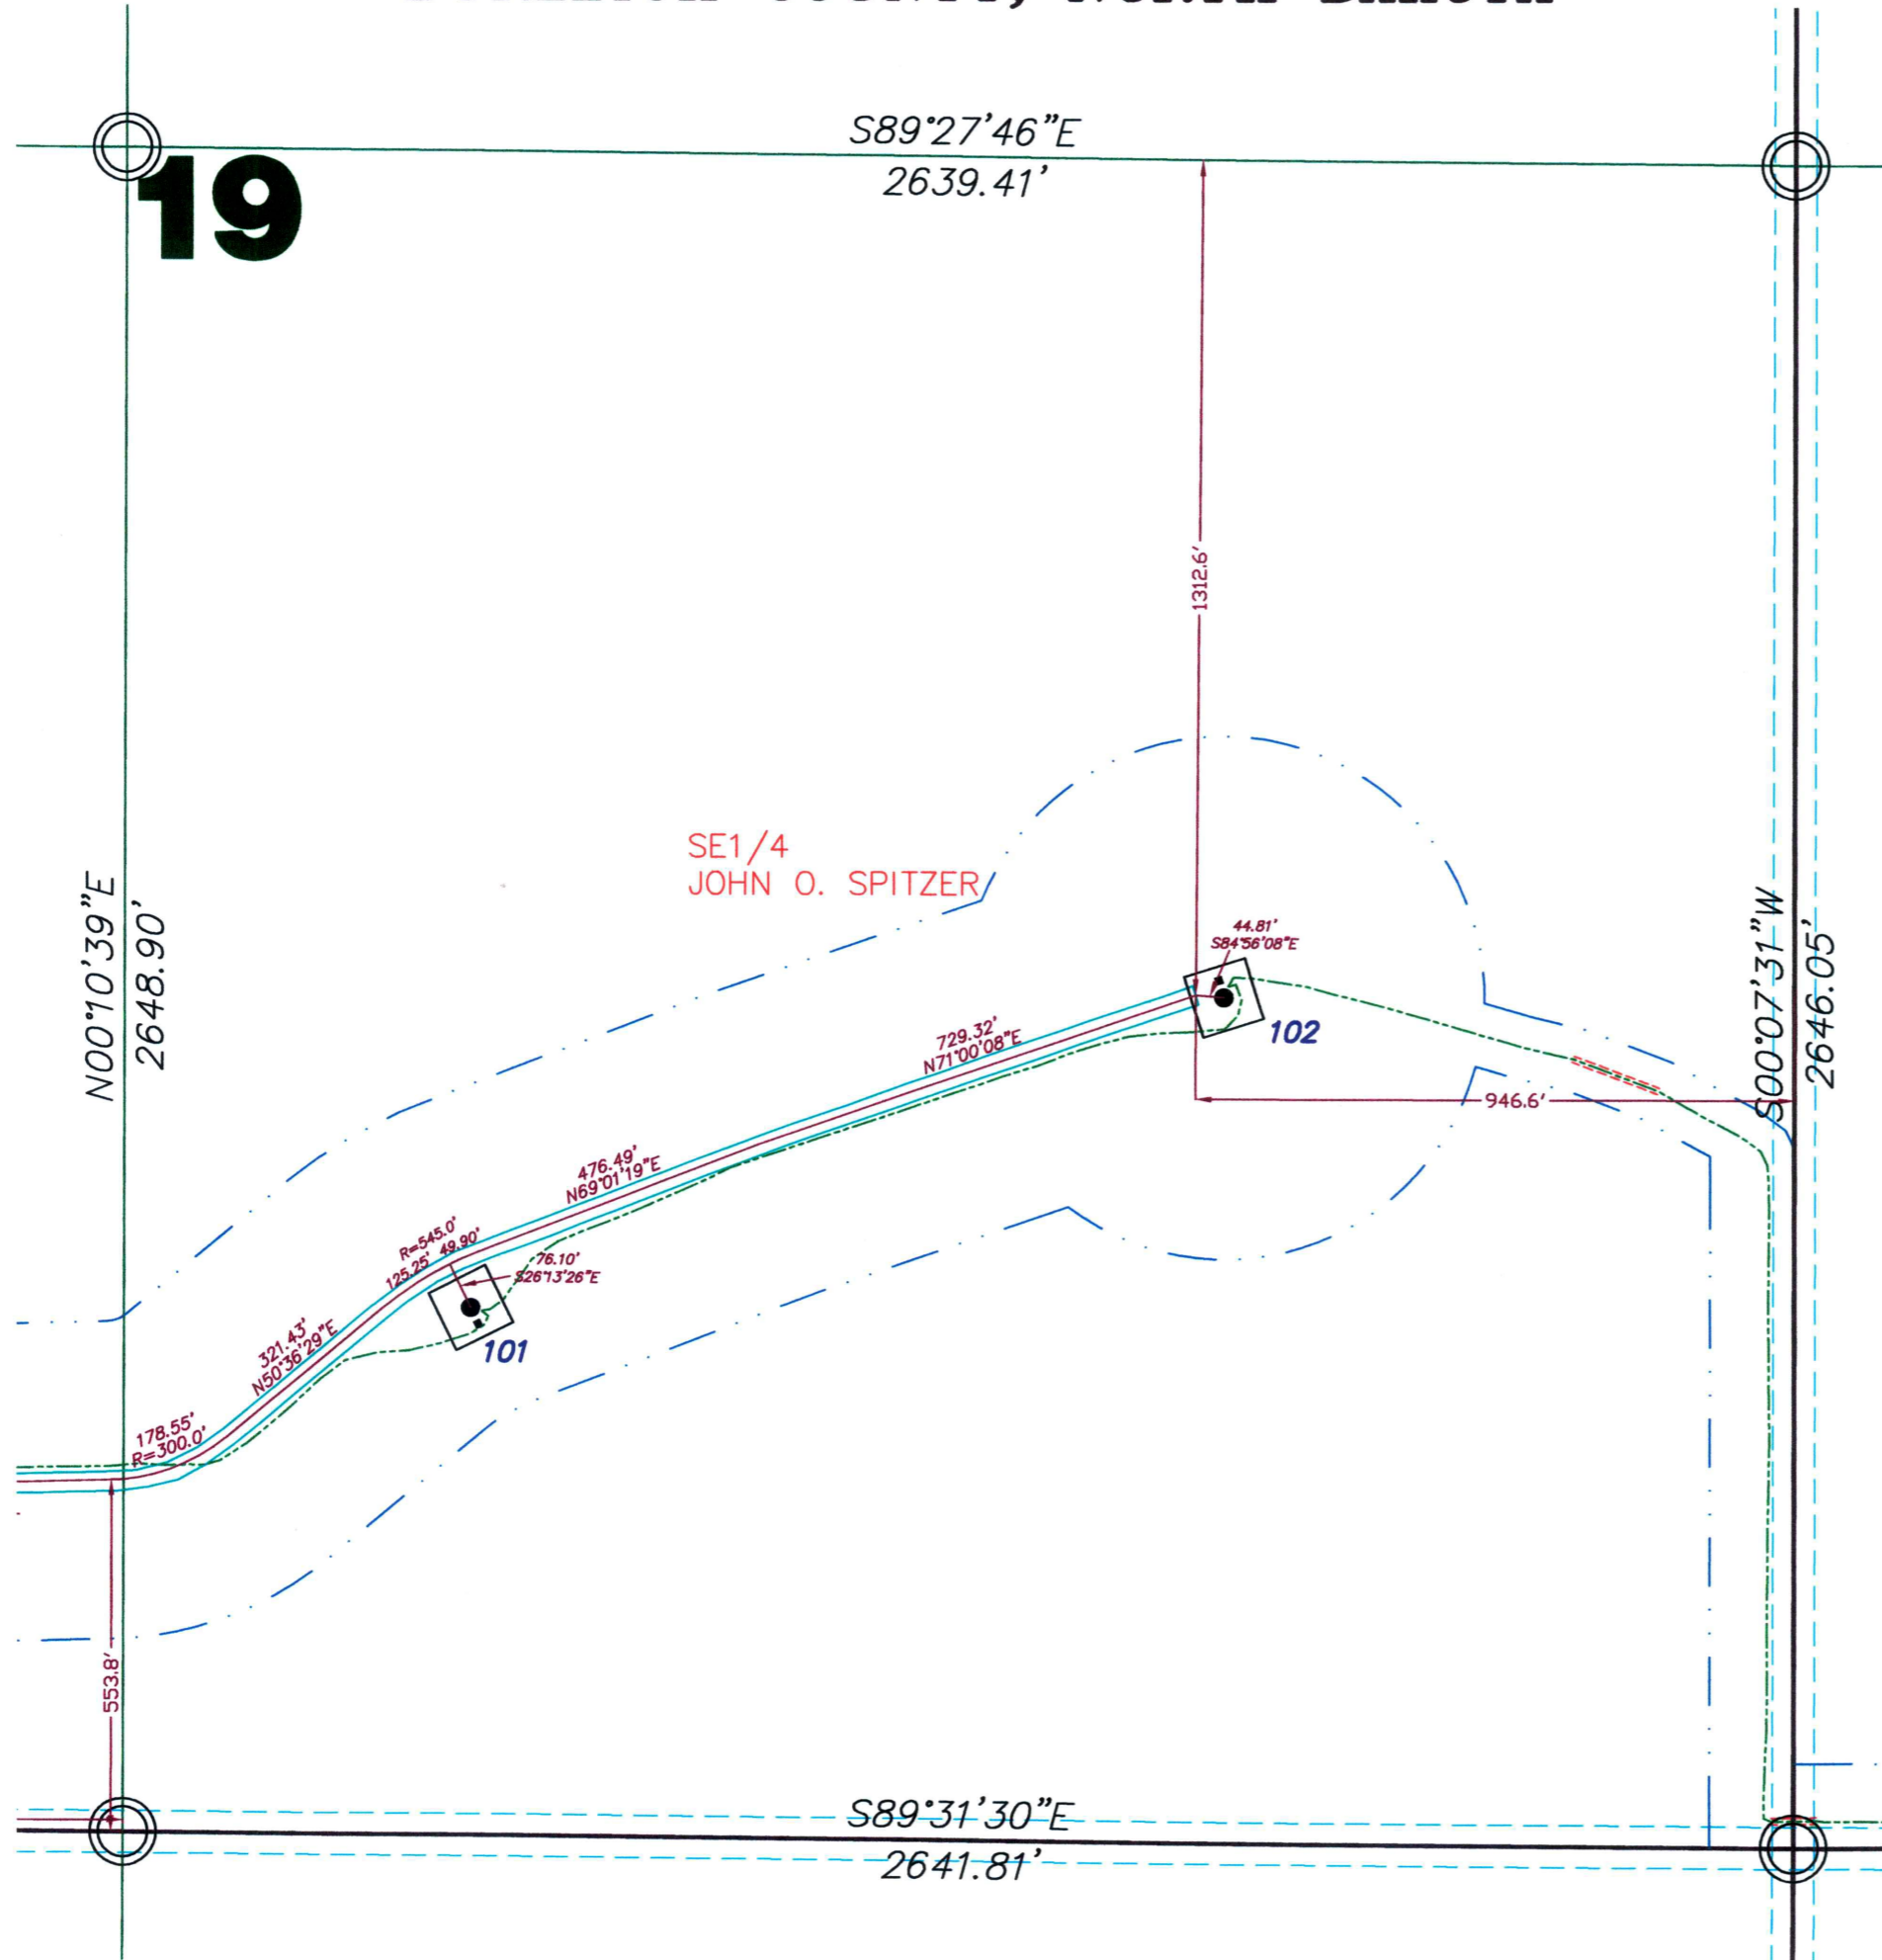 S89°27'46"E
2639.41'
19
1312.6'
SE1/4
JOHN O. SPITZER
N00°10'39"E
2648.90'
S00°07'31"W
2646.05'
44.81'
S84°56'08"E
102
946.6'
729.32'
N71°00'08"E
476.49'
N69°01'19"E
R=545.0'
125.25' 49.90'
76.10'
S26°13'26"E
101
321.43'
N50°36'29"E
178.55'
R=300.0'
553.8'
S89°31'30"E
2641.81'